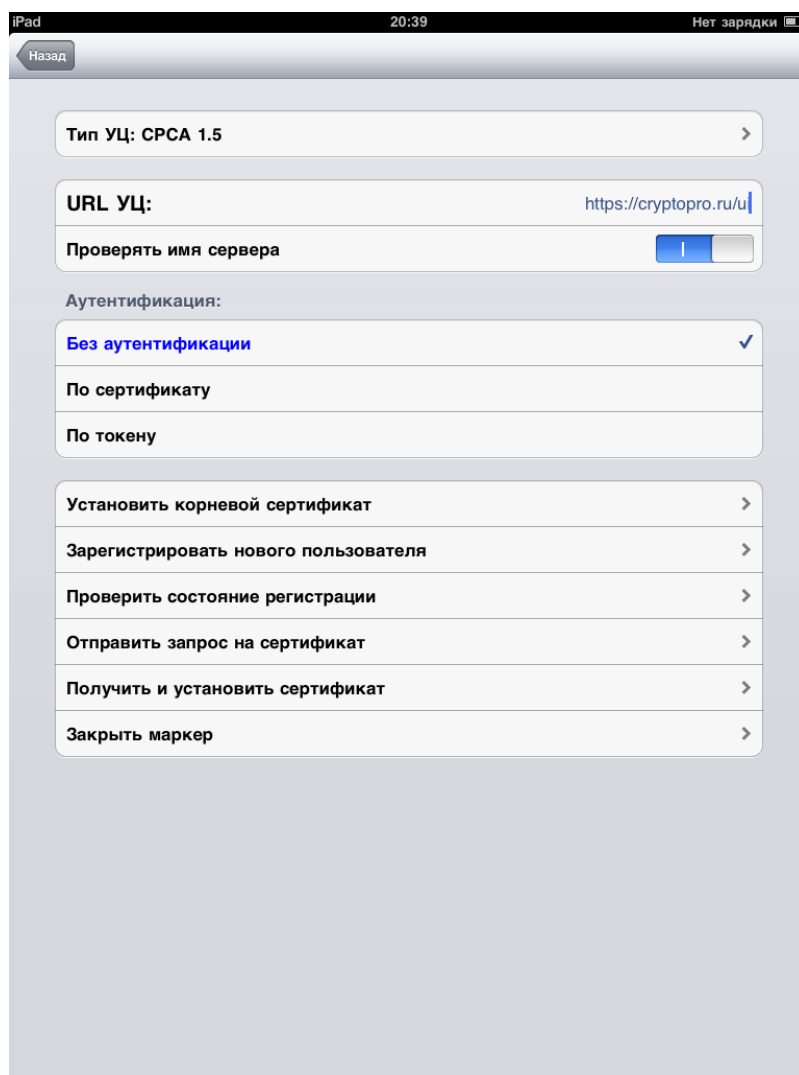 iPad 20:39 Нет зарядки
Назад
Тип УЦ: CPCA 1.5
URL УЦ: https://cryptopro.ru/ui
Проверять имя сервера
Аутентификация:
Без аутентификации
По сертификату
По токену
Установить корневой сертификат
Зарегистрировать нового пользователя
Проверить состояние регистрации
Отправить запрос на сертификат
Получить и установить сертификат
Закрыть маркер